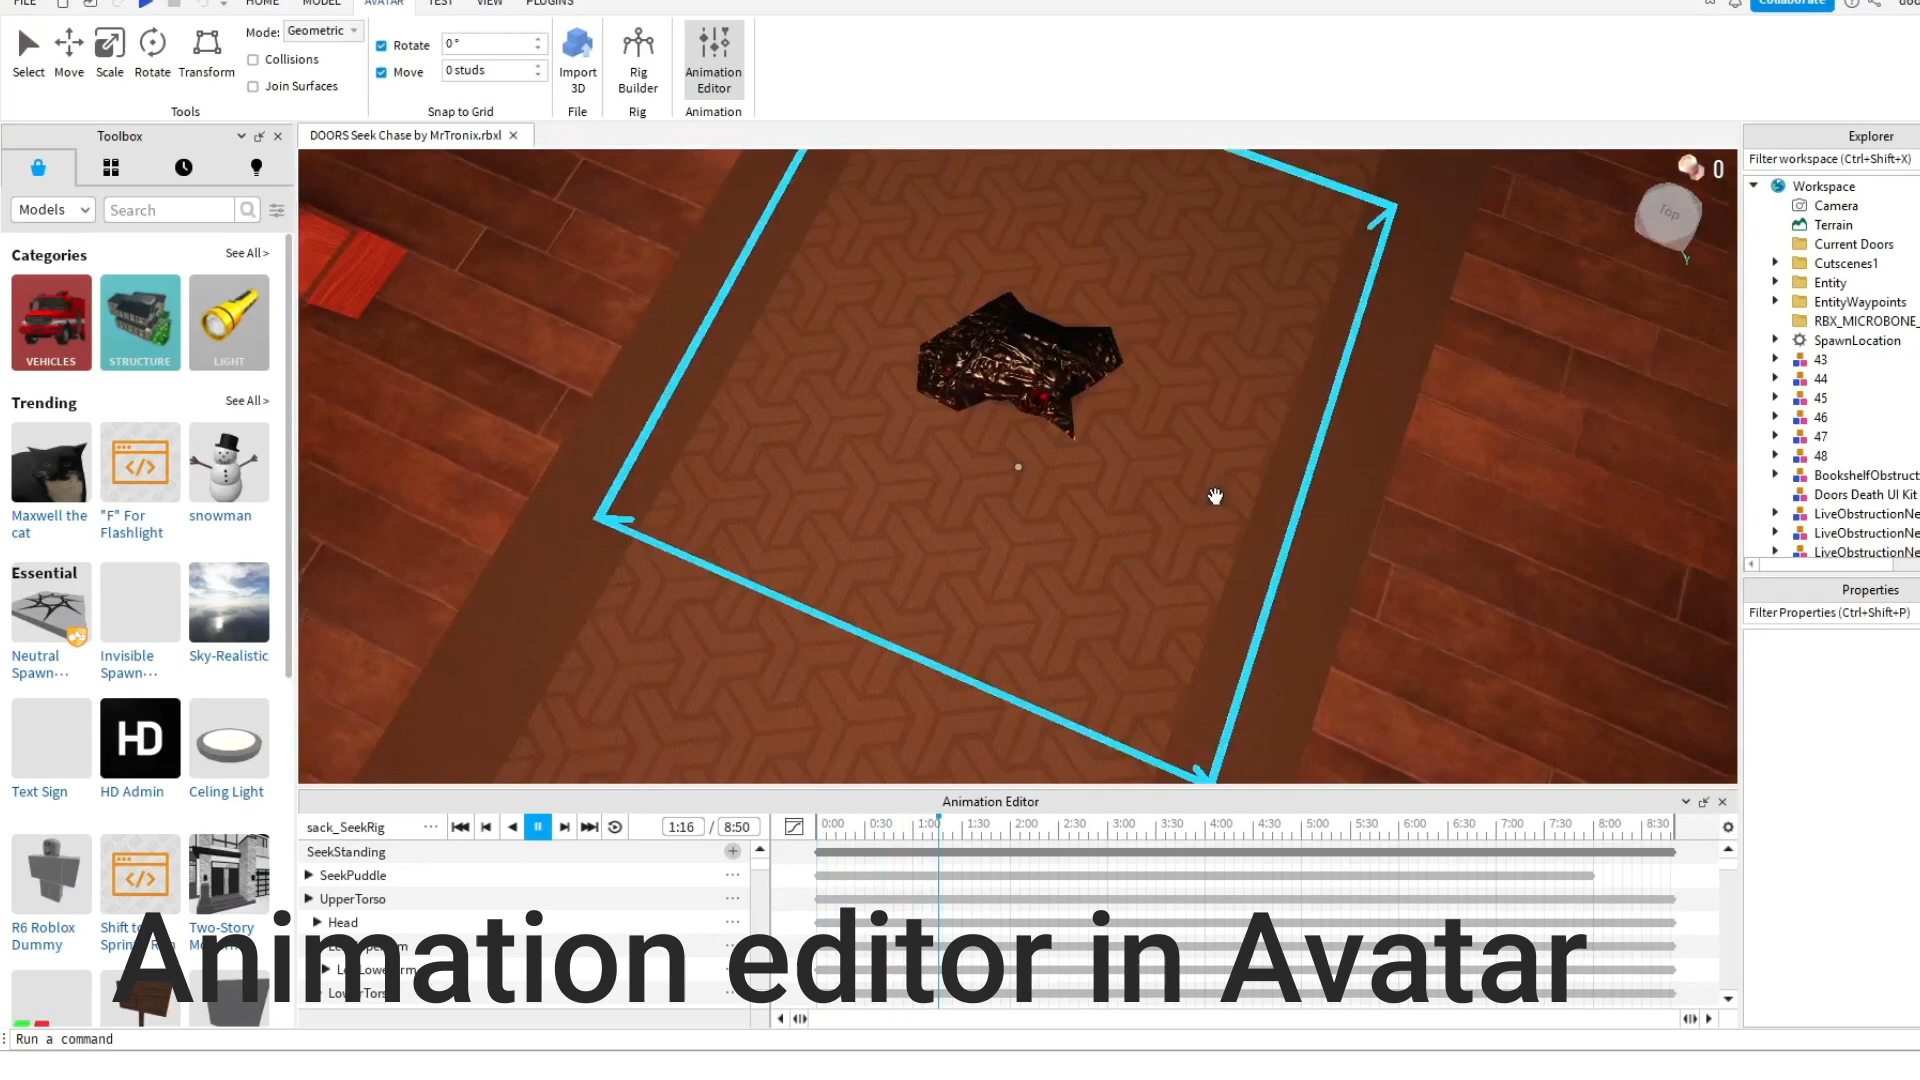 FILE HOME MODEL AVATAR TEST VIEW PLUGINS Collaborate
Mode: Geometric
Collisions
Join Surfaces
Select Move Scale Rotate Transform
Tools
Rotate 0°
Move 0 studs
Snap to Grid
Import 3D
File
Rig Builder
Rig
Animation Editor
Animation
Toolbox
DOORS Seek Chase by MrTronix.rbxl
Models Search
Categories See All >
VEHICLES STRUCTURE LIGHT
Trending See All >
Maxwell the cat
"F" For Flashlight
snowman
Essential
Neutral Spawn...
Invisible Spawn...
Sky-Realistic
HD
Text Sign HD Admin Celing Light
R6 Roblox Dummy
Shift to
Two-Story
0
Top
Y
Explorer
Filter workspace (Ctrl+Shift+X)
Workspace
Camera
Terrain
Current Doors
Cutscenes1
Entity
EntityWaypoints
RBX_MICROBONE_
SpawnLocation
43
44
45
46
47
48
BookshelfObstruct
Doors Death UI Kit
LiveObstructionNe
LiveObstructionNe
LiveObstructionNe
Properties
Filter Properties (Ctrl+Shift+P)
Animation Editor
sack_SeekRig ... 1:16 / 8:50
0:00 0:30 1:00 1:30 2:00 2:30 3:00 3:30 4:00 4:30 5:00 5:30 6:00 6:30 7:00 7:30 8:00 8:30
SeekStanding
SeekPuddle
UpperTorso
Head
Animation editor in Avatar
Run a command